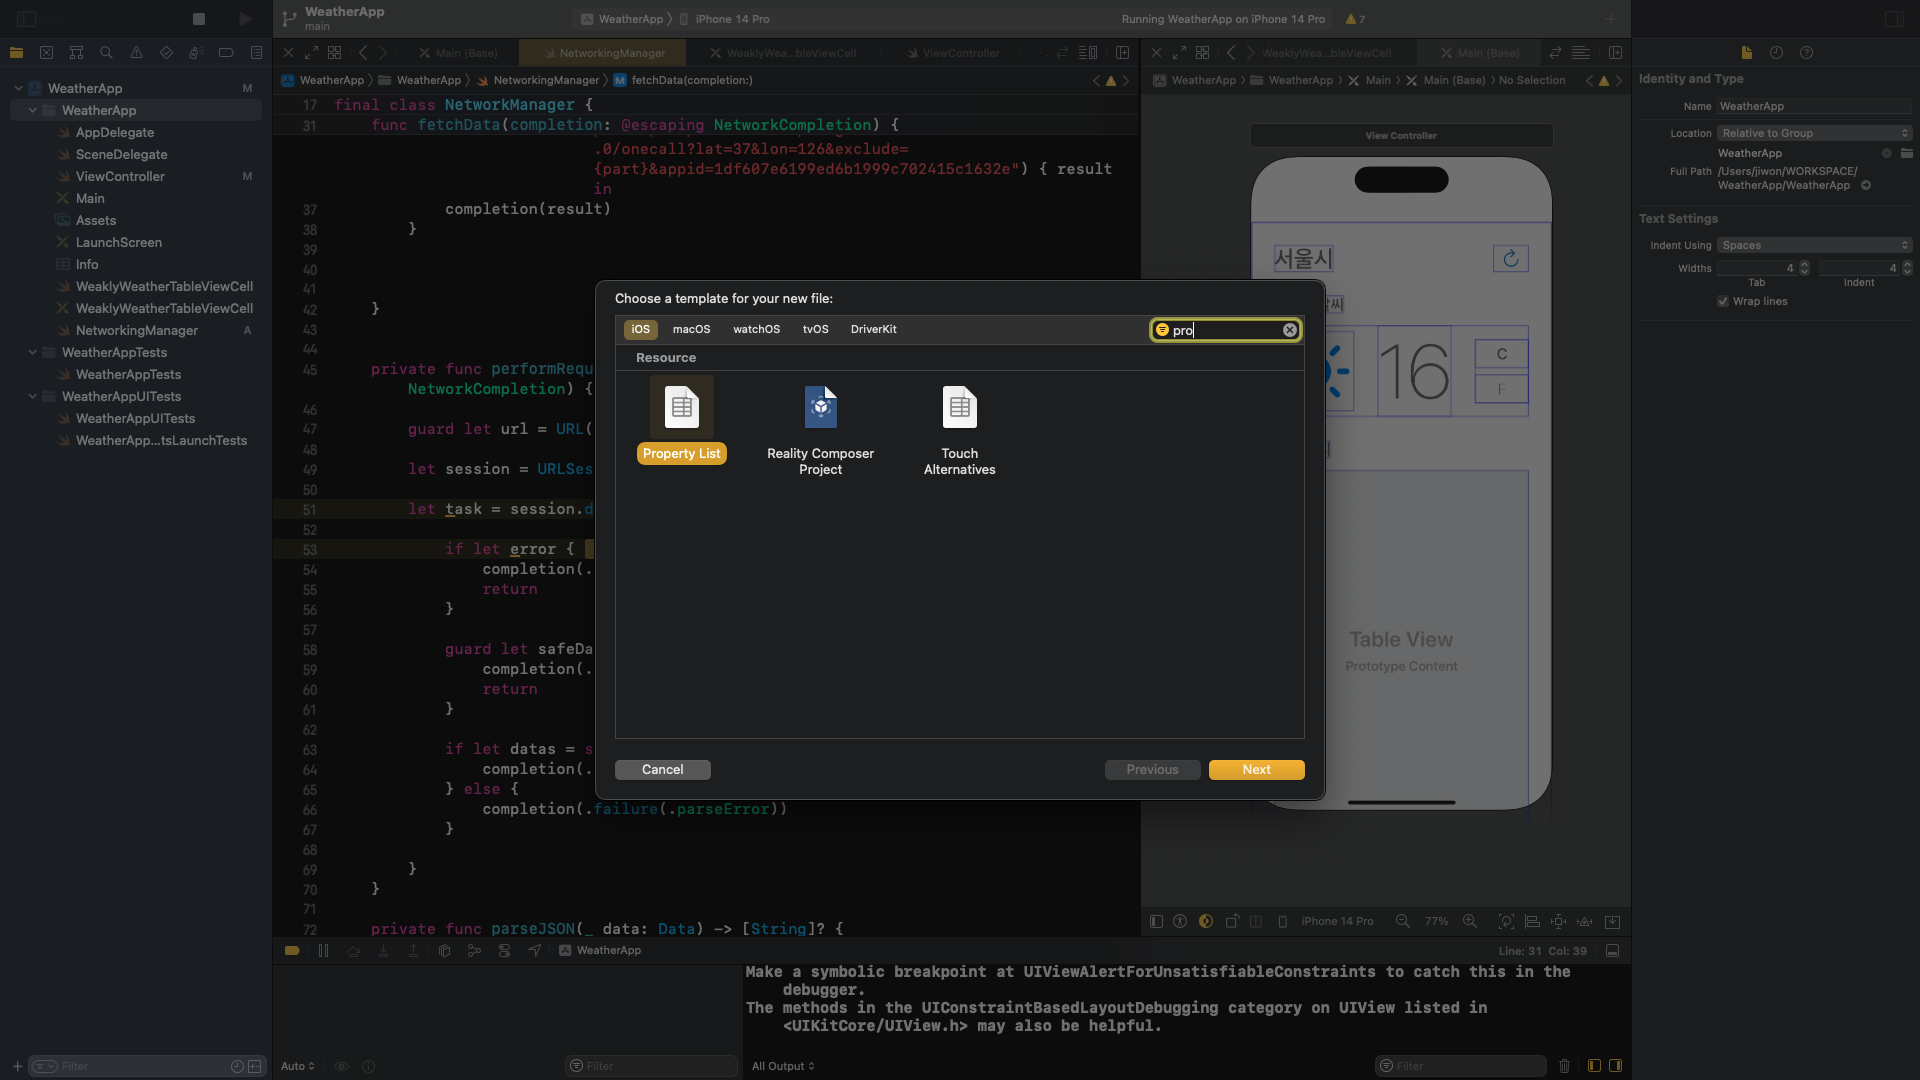 WeatherApp
main
WeatherApp
iPhone 14 Pro
Running WeatherApp on iPhone 14 Pro
7
WeatherApp
M
WeatherApp
AppDelegate
SceneDelegate
ViewController
M
Main
Assets
LaunchScreen
Info
WeaklyWeatherTableViewCell
WeaklyWeatherTableViewCell
NetworkingManager
A
WeatherAppTests
WeatherAppTests
WeatherAppUITests
WeatherAppUITests
WeatherApp...tsLaunchTests
Filter
Main (Base)
NetworkingManager
WeaklyWea...bleViewCell
ViewController
WeatherApp
WeatherApp
NetworkingManager
M
fetchData(completion:)
17 final class NetworkManager {
31 func fetchData(completion: @escaping NetworkCompletion) {
.0/onecall?lat=37&lon=126&exclude=
{part}&appid=1df607e6199ed6b1999c702415c1632e") { result
in
37 completion(result)
38 }
39
40
41
42 }
43
44
45 private func performRequ
NetworkCompletion) {
46
47 guard let url = URL(
48
49 let session = URLSes
50
51 let task = session.d
52
53 if let error {
54 completion(.
55 return
56 }
57
58 guard let safeDa
59 completion(.
60 return
61 }
62
63 if let datas = s
64 completion(.
65 } else {
66 completion(.failure(.parseError))
67 }
68
69 }
70 }
71
72 private func parseJSON(_ data: Data) -> [String]? {
WeaklyWea...bleViewCell
Main (Base)
WeatherApp
WeatherApp
Main
Main (Base)
No Selection
View Controller
서울시
씨
16
C
F
Table View
Prototype Content
iPhone 14 Pro
77%
Choose a template for your new file:
iOS
macOS
watchOS
tvOS
DriverKit
pro
Resource
Property List
Reality Composer
Project
Touch
Alternatives
Cancel
Previous
Next
WeatherApp
Line: 31 Col: 39
Make a symbolic breakpoint at UIViewAlertForUnsatisfiableConstraints to catch this in the
debugger.
The methods in the UIConstraintBasedLayoutDebugging category on UIView listed in
<UIKitCore/UIView.h> may also be helpful.
Auto
Filter
All Output
Filter
Identity and Type
Name
WeatherApp
Location
Relative to Group
WeatherApp
Full Path
/Users/jiwon/WORKSPACE/
WeatherApp/WeatherApp
Text Settings
Indent Using
Spaces
Widths
4
4
Tab
Indent
Wrap lines